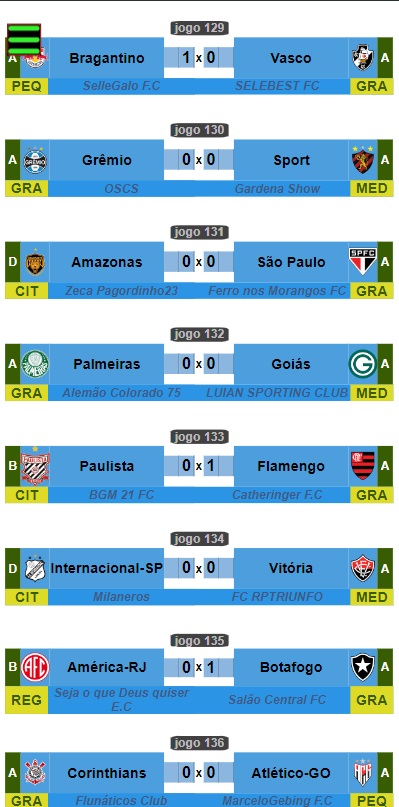 jogo 129
A Bragantino 1 x 0 Vasco A
PEQ SelleGalo F.C SELEBEST FC GRA
jogo 130
A GRÊMIO Grêmio 0 x 0 Sport A
GRA OSCS Gardena Show MED
jogo 131
D Amazonas 0 x 0 São Paulo SPFC A
CIT Zeca Pagordinho23 Ferro nos Morangos FC GRA
jogo 132
A Palmeiras 0 x 0 Goiás A
GRA Alemão Colorado 75 LUIAN SPORTING CLUB MED
jogo 133
B PAULISTA Paulista 0 x 1 Flamengo A
CIT BGM 21 FC Catheringer F.C GRA
jogo 134
D Internacional-SP 0 x 0 Vitória A
CIT Milaneros FC RPTRIUNFO MED
jogo 135
B AFC América-RJ 0 x 1 Botafogo A
REG Seja o que Deus quiser Salão Central FC GRA
E.C
jogo 136
A Corinthians 0 x 0 Atlético-GO A
GRA Flunáticos Club MarceloGebing F.C PEQ